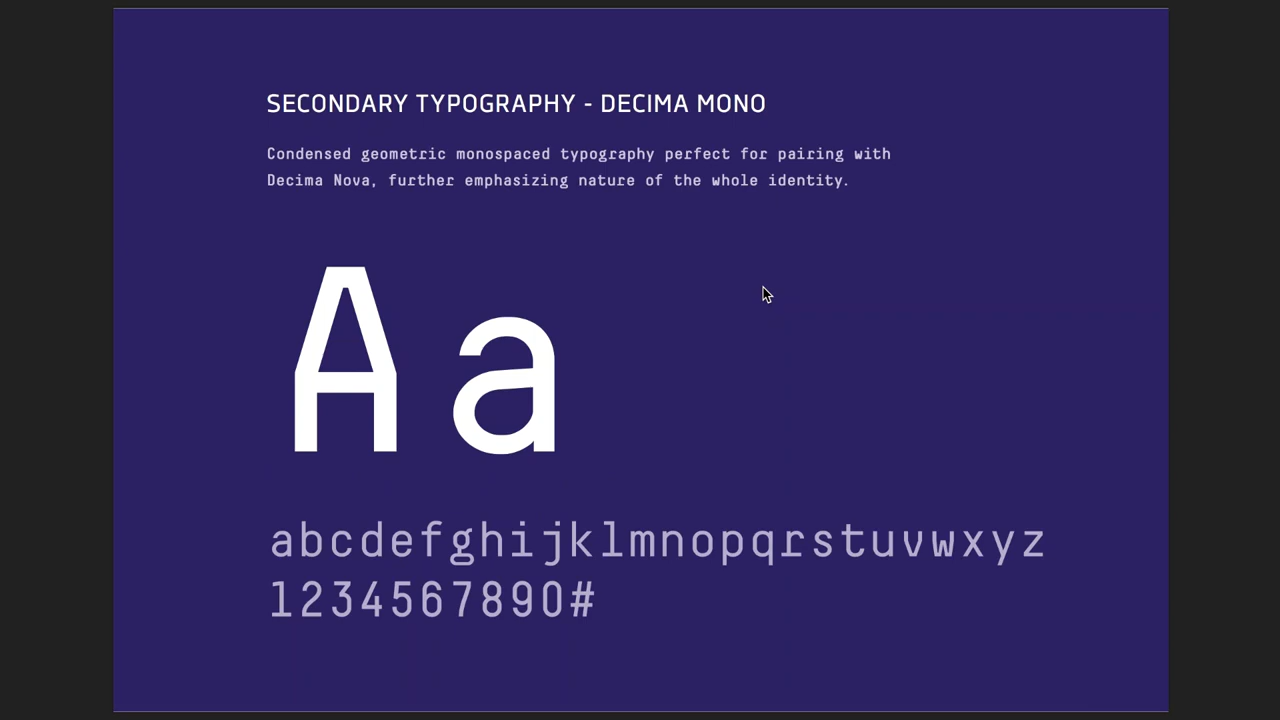 SECONDARY TYPOGRAPHY - DECIMA MONO
Condensed geometric monospaced typography perfect for pairing with
Decima Nova, further emphasizing nature of the whole identity.
Aa
abcdefghijklmnopqrstuvwxyz
1234567890#